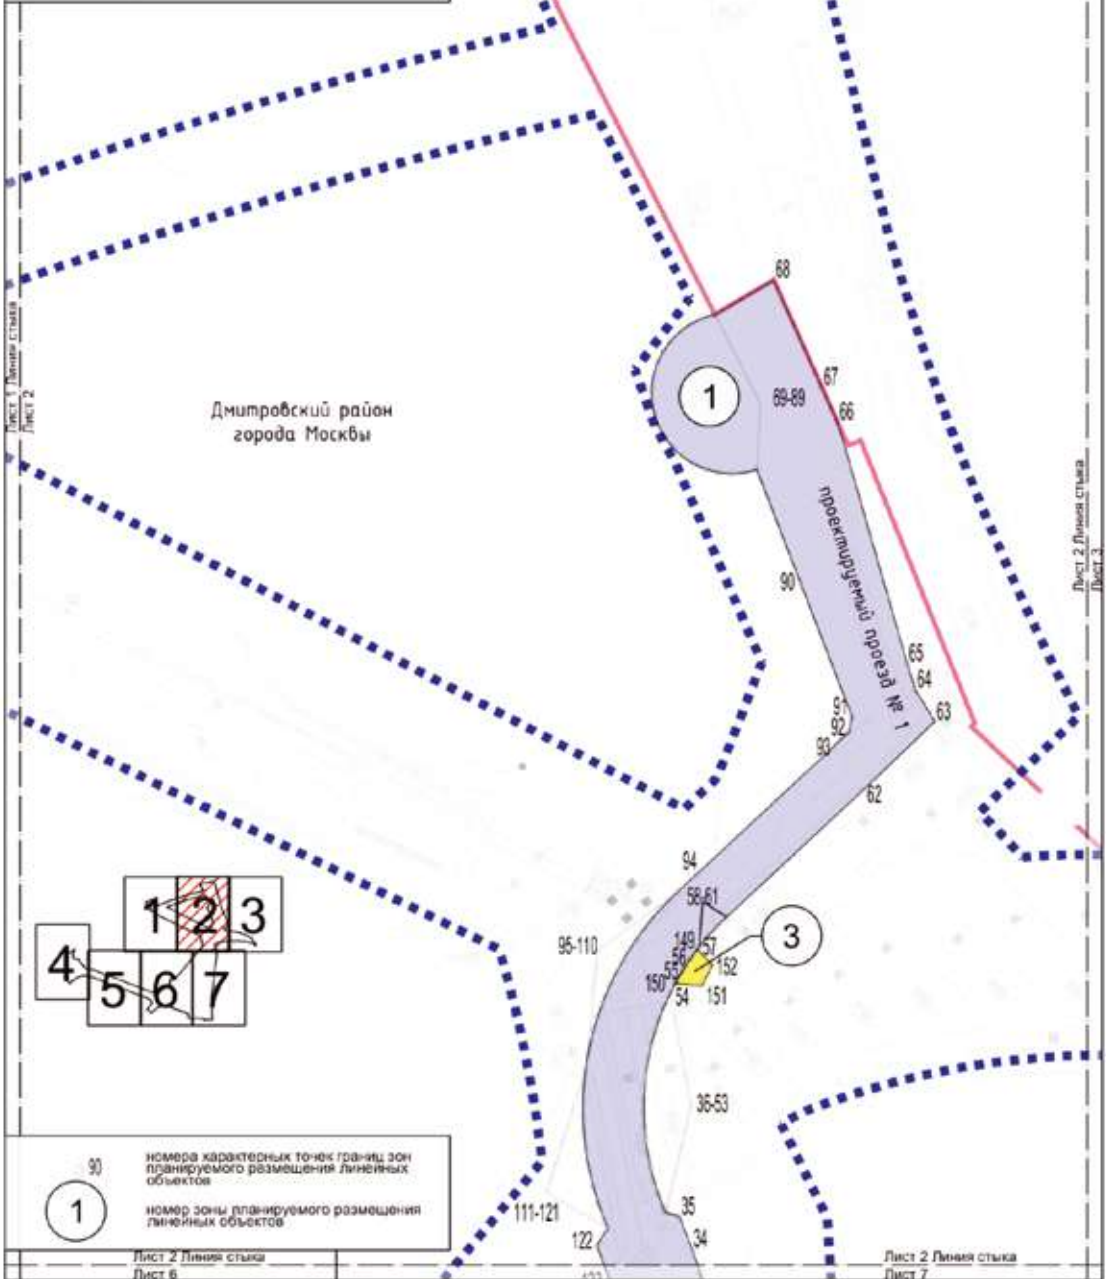 68
67
66
69-89
1
Дмитровский район
города Москвы
Лист 1 Линия стыка
Лист 2
Лист 2 Линия стыка
Лист 3
проектируемый проезд № 1
90
65
64
63
91
92
93
62
94
58-61
95-110
149
57
56
55
150
54
152
151
3
1
2
3
4
5
6
7
36-53
35
34
111-121
122
90
номера характерных точек границ зон
планируемого размещения линейных
объектов
1
номер зоны планируемого размещения
линейных объектов
Лист 2 Линия стыка
Лист 6
Лист 2 Линия стыка
Лист 7